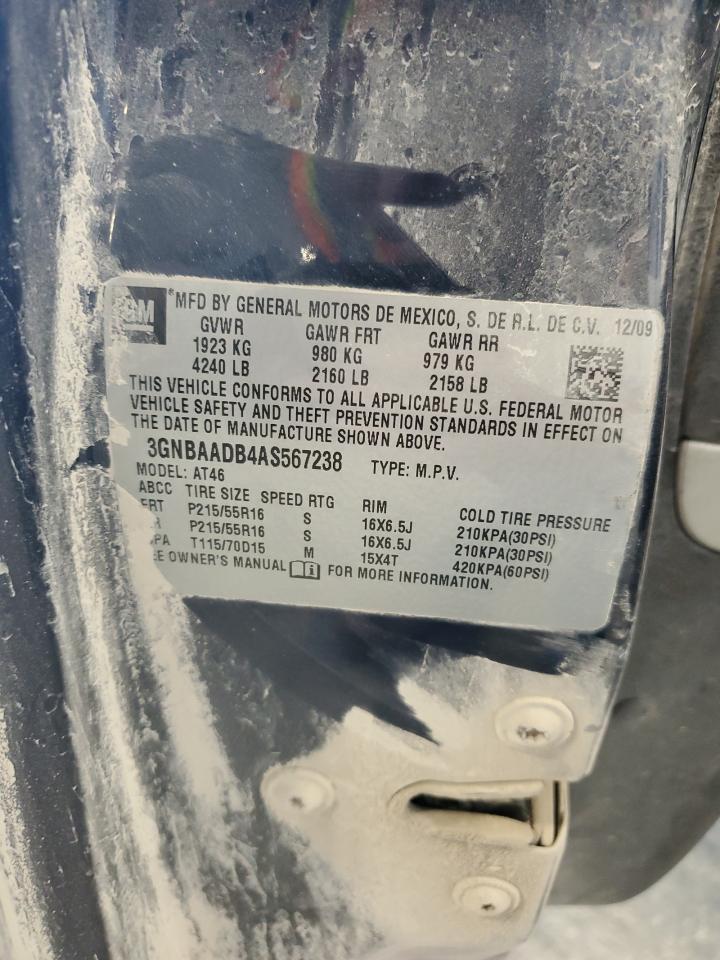 GM *MFD BY GENERAL MOTORS DE MEXICO, S. DE R.L. DE C.V. 12/09
GVWR GAWR FRT GAWR RR
1923 KG 980 KG 979 KG
4240 LB 2160 LB 2158 LB
THIS VEHICLE CONFORMS TO ALL APPLICABLE U.S. FEDERAL MOTOR
VEHICLE SAFETY AND THEFT PREVENTION STANDARDS IN EFFECT ON
THE DATE OF MANUFACTURE SHOWN ABOVE.
3GNBAADB4AS567238 TYPE: M.P.V.
MODEL: AT46
ABCC TIRE SIZE SPEED RTG RIM COLD TIRE PRESSURE
FRT P215/55R16 S 16X6.5J 210KPA(30PSI)
R P215/55R16 S 16X6.5J 210KPA(30PSI)
PA T115/70D15 M 15X4T 420KPA(60PSI)
EE OWNER'S MANUAL FOR MORE INFORMATION.